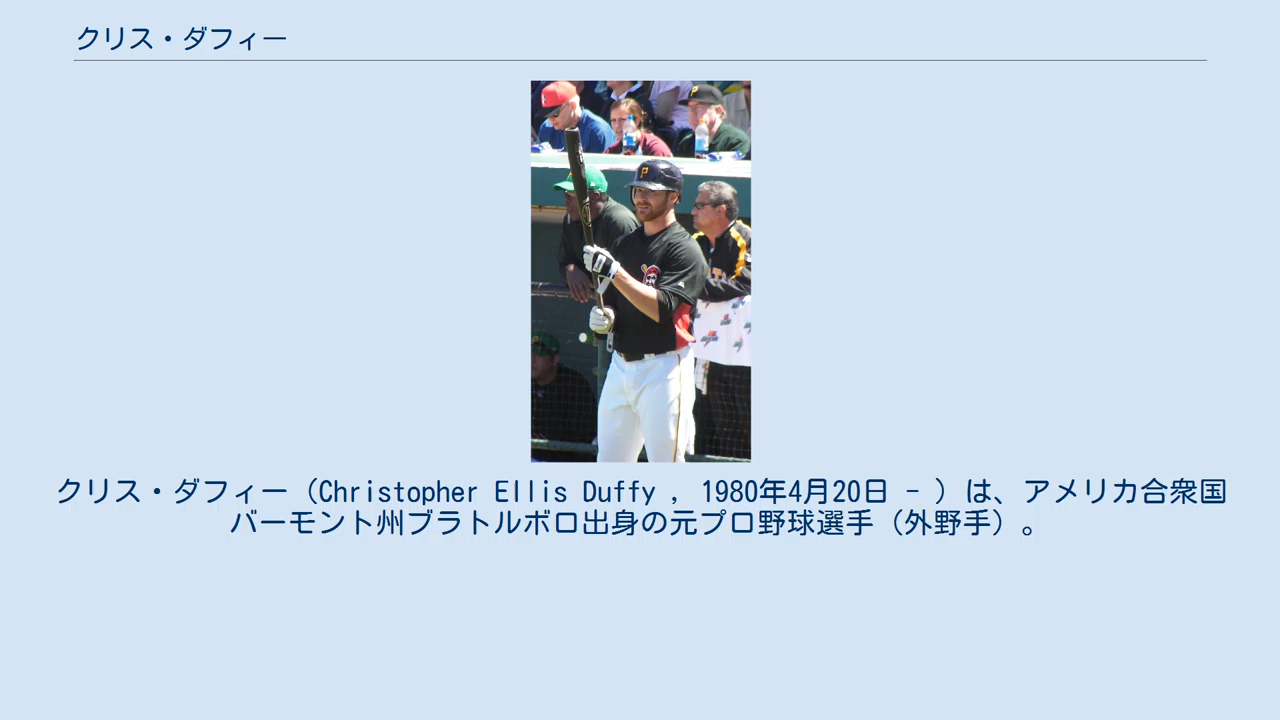 クリス・ダフィー
P
P
クリス・ダフィー（Christopher Ellis Duffy , 1980年4月20日 - ）は、アメリカ合衆国
バーモント州ブラトルボロ出身の元プロ野球選手（外野手）。